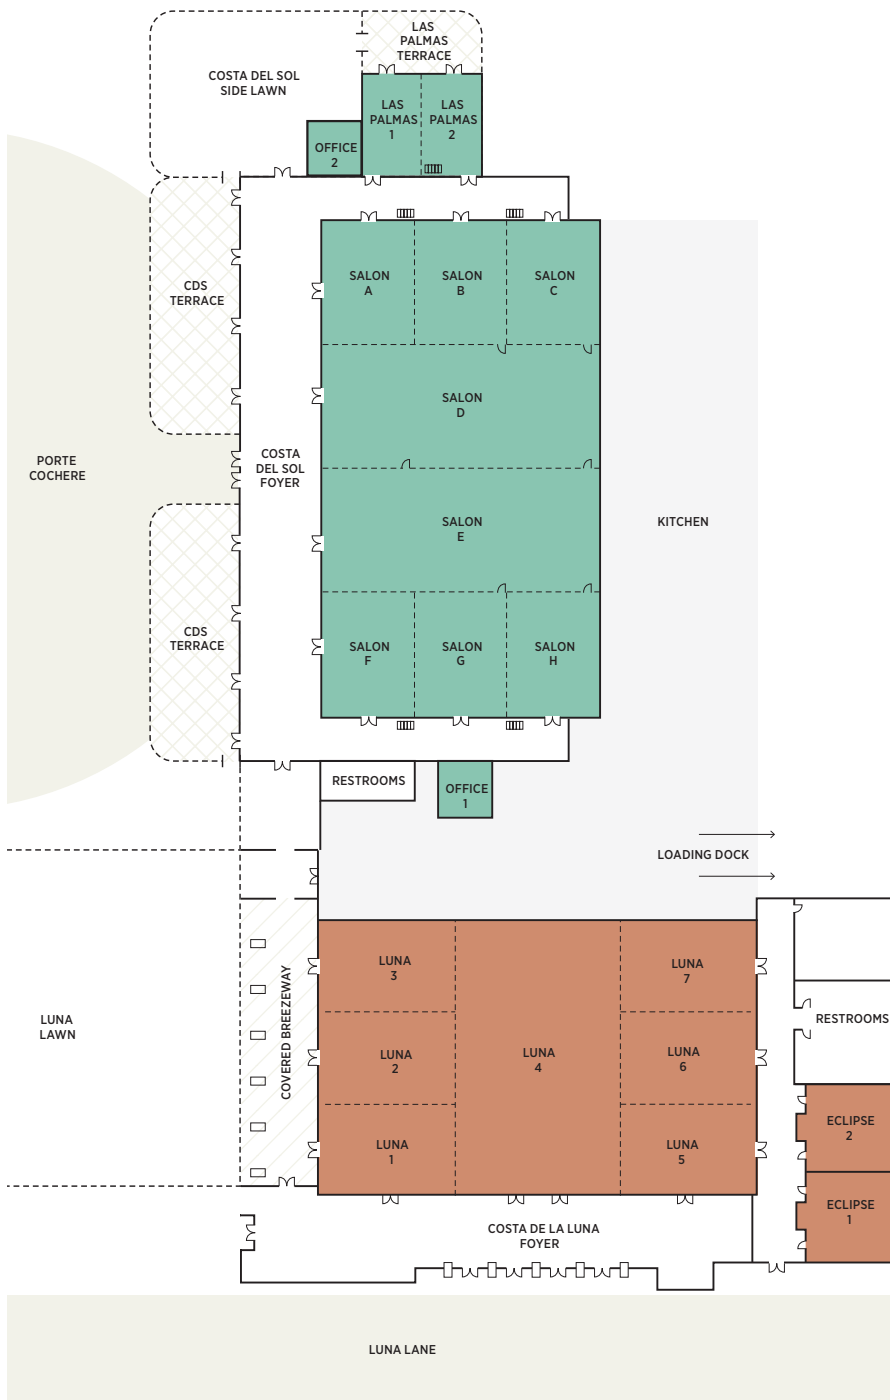 LAS
PALMAS
TERRACE
COSTA DEL SOL
SIDE LAWN
LAS
PALMAS
1
LAS
PALMAS
2
OFFICE
2
CDS
TERRACE
SALON
A
SALON
B
SALON
C
SALON
D
PORTE
COCHERE
COSTA
DEL SOL
FOYER
SALON
E
KITCHEN
CDS
TERRACE
SALON
F
SALON
G
SALON
H
RESTROOMS
OFFICE
1
LOADING DOCK
LUNA
3
LUNA
7
LUNA
LAWN
COVERED BREEZEWAY
LUNA
2
LUNA
4
LUNA
6
RESTROOMS
LUNA
1
LUNA
5
ECLIPSE
2
ECLIPSE
1
COSTA DE LA LUNA
FOYER
LUNA LANE